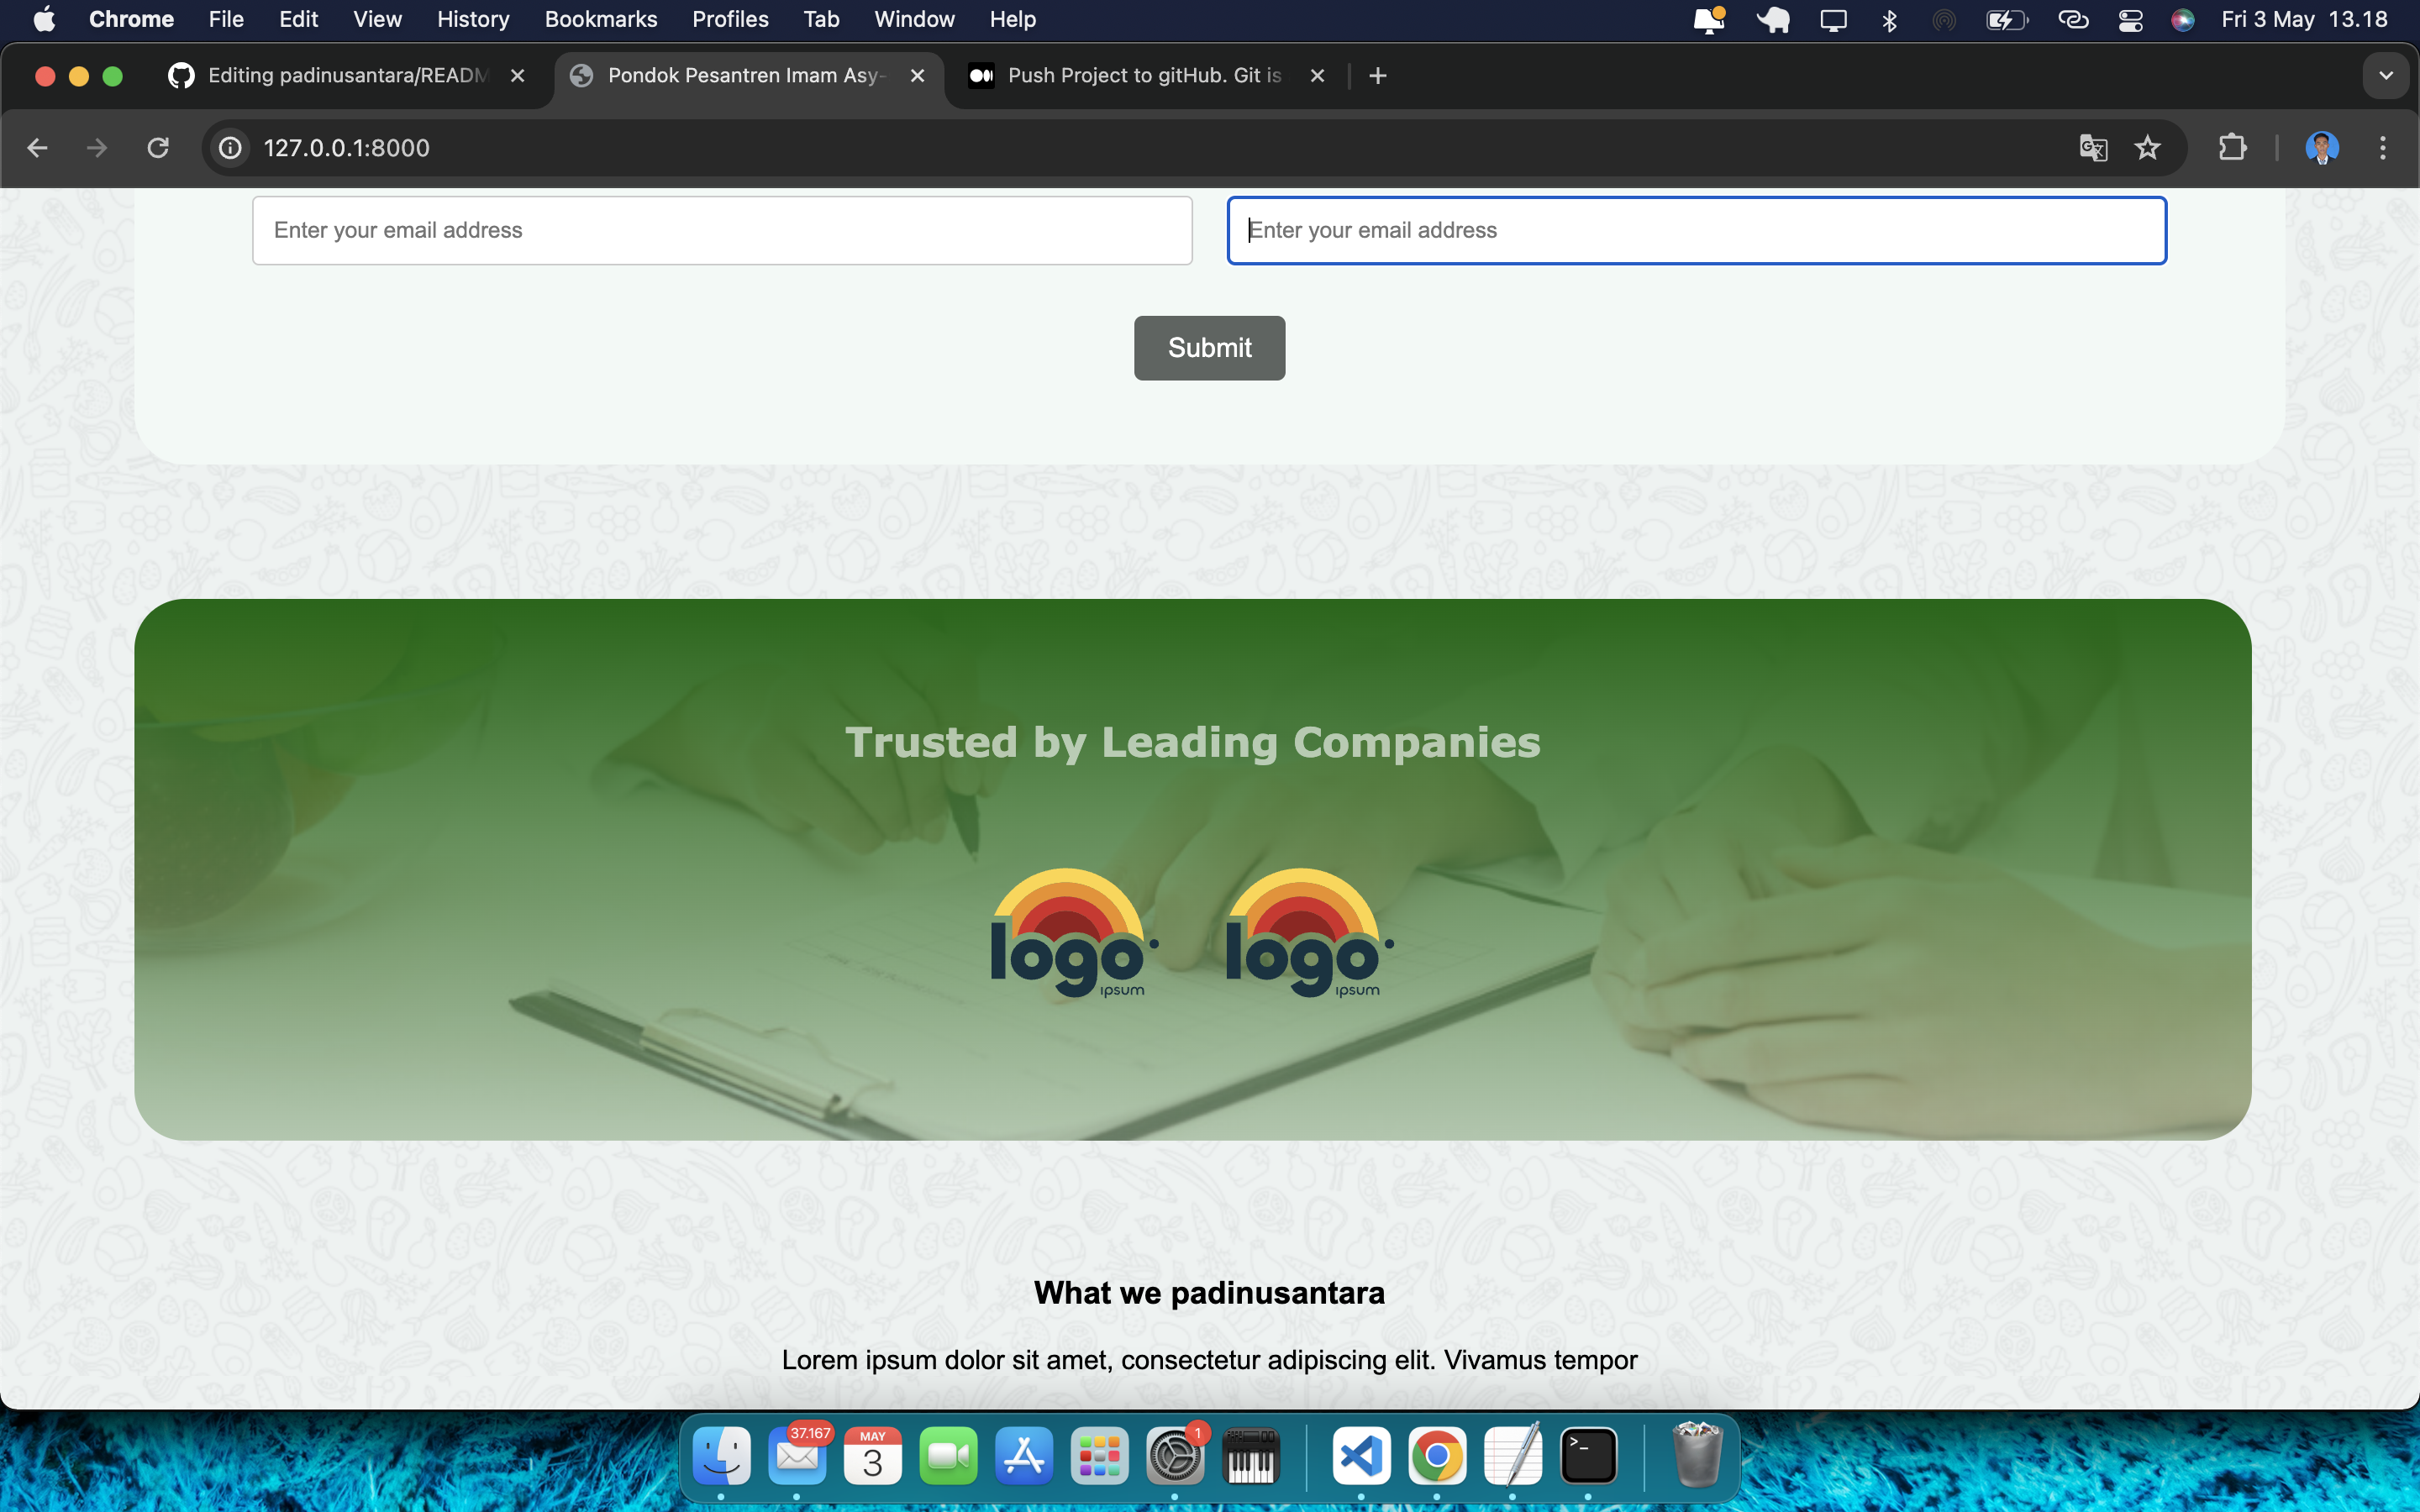 Chrome File Edit View History Bookmarks Profiles Tab Window Help Fri 3 May 13.18
Editing padinusantara/READM Pondok Pesantren Imam Asy- Push Project to gitHub. Git is
127.0.0.1:8000
Enter your email address Enter your email address
Submit
Trusted by Leading Companies
logo logo
ipsum ipsum
What we padinusantara
Lorem ipsum dolor sit amet, consectetur adipiscing elit. Vivamus tempor
37.167 MAY 1
3